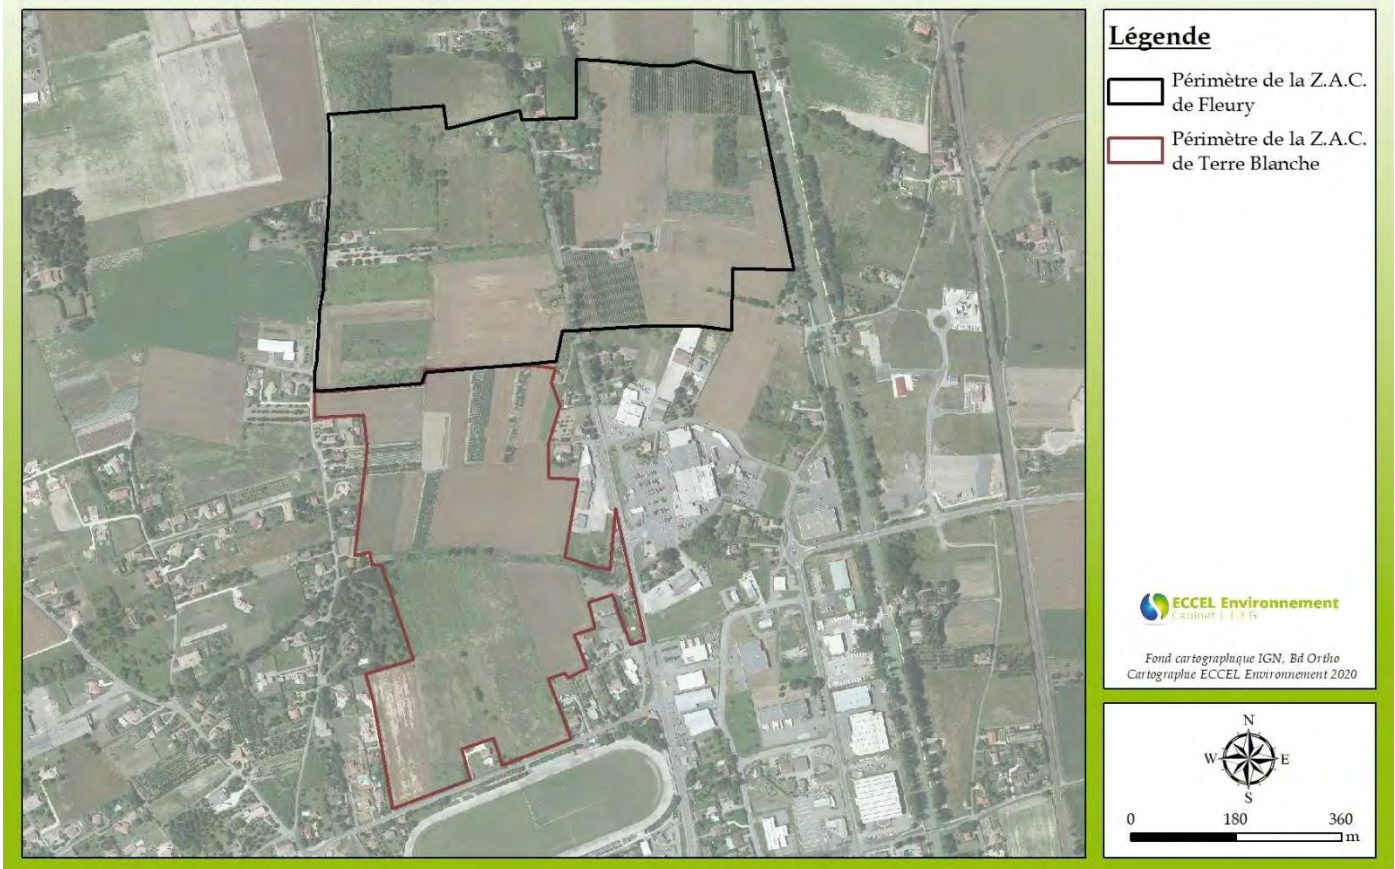 Légende
Périmètre de la Z.A.C.
de Fleury
Périmètre de la Z.A.C.
de Terre Blanche
ECCEL Environnement
Cabinet
Fond cartographique IGN, Bd Ortho
Cartographie ECCEL Environnement 2020
N
W E
S
0 180 360
m